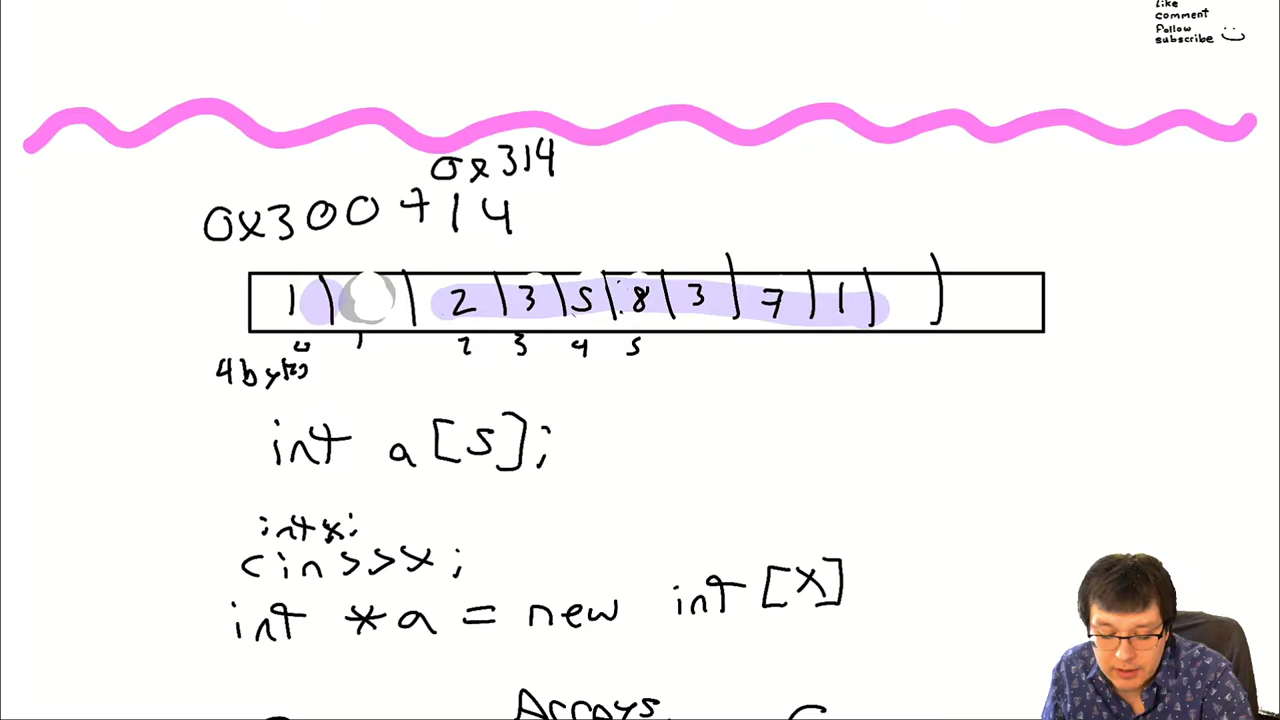 like
comment
follow
subscribe
0x314
0x300 + 14
1 2 3 5 8 3 7 1
0 1 2 3 4 5
4 bytes
int a[5];
int x;
cin>>x;
int *a = new int [x]
Arrays